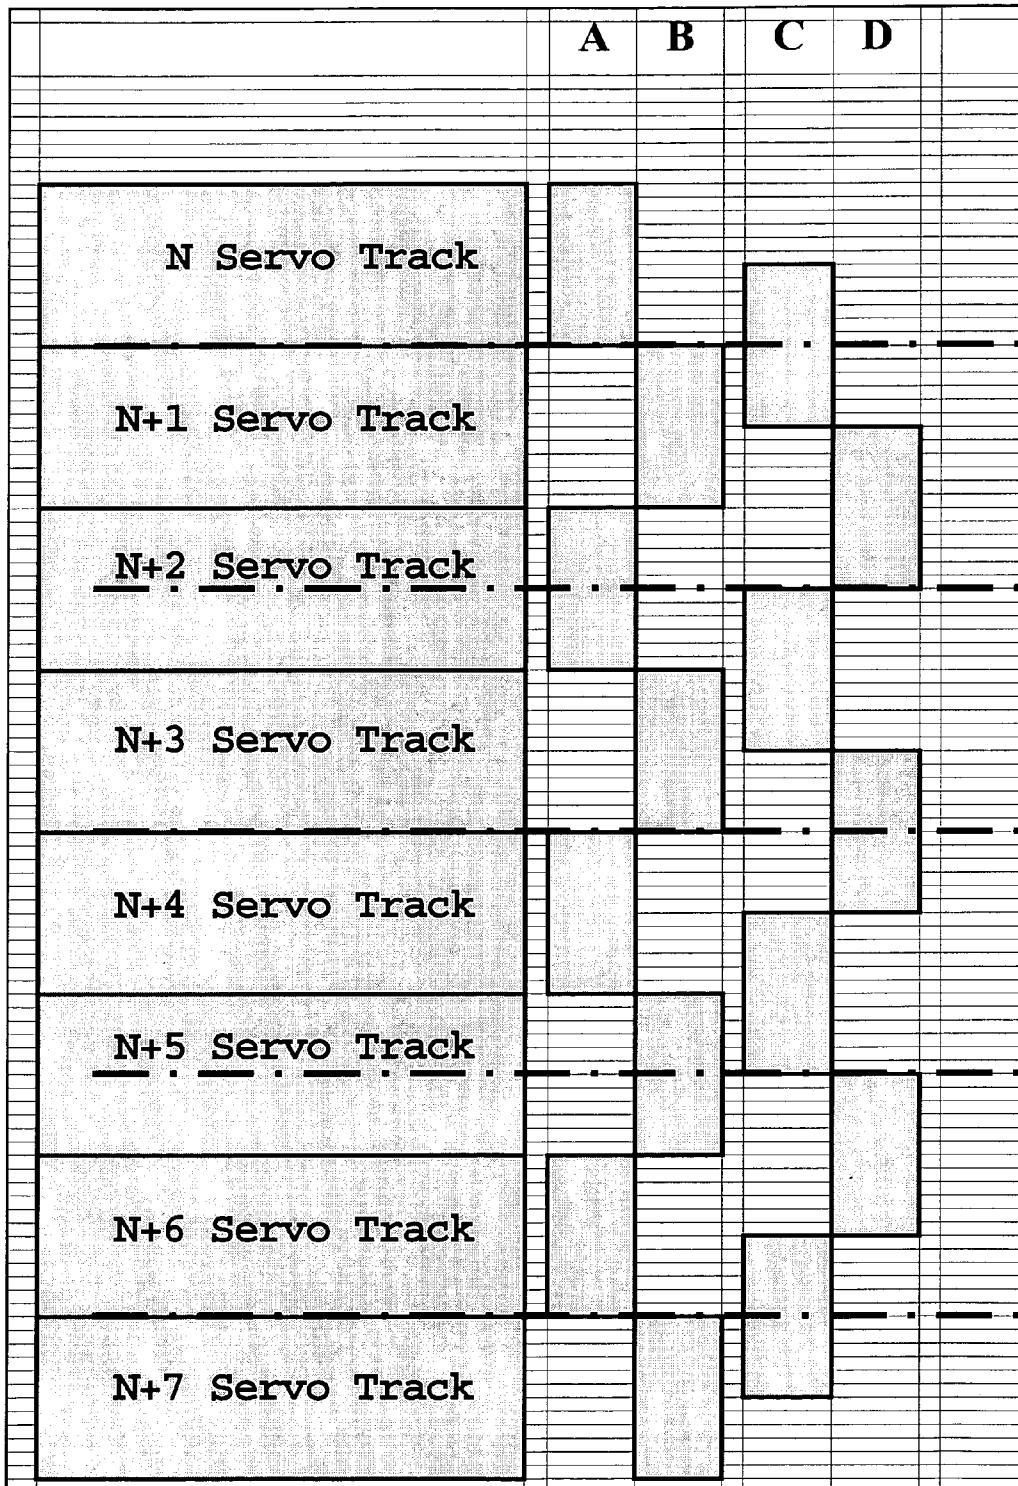 A B C D
N Servo Track
N+1 Servo Track
N+2 Servo Track
N+3 Servo Track
N+4 Servo Track
N+5 Servo Track
N+6 Servo Track
N+7 Servo Track